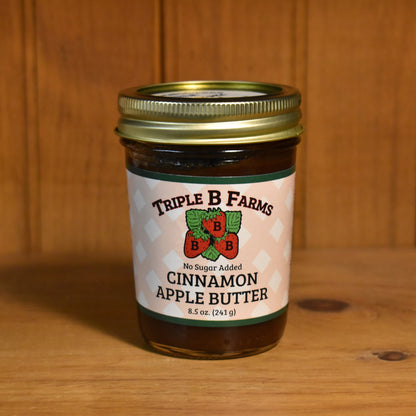 TRIPLE B FARMS
B
B B
No Sugar Added
CINNAMON
APPLE BUTTER
8.5 oz. (241 g)